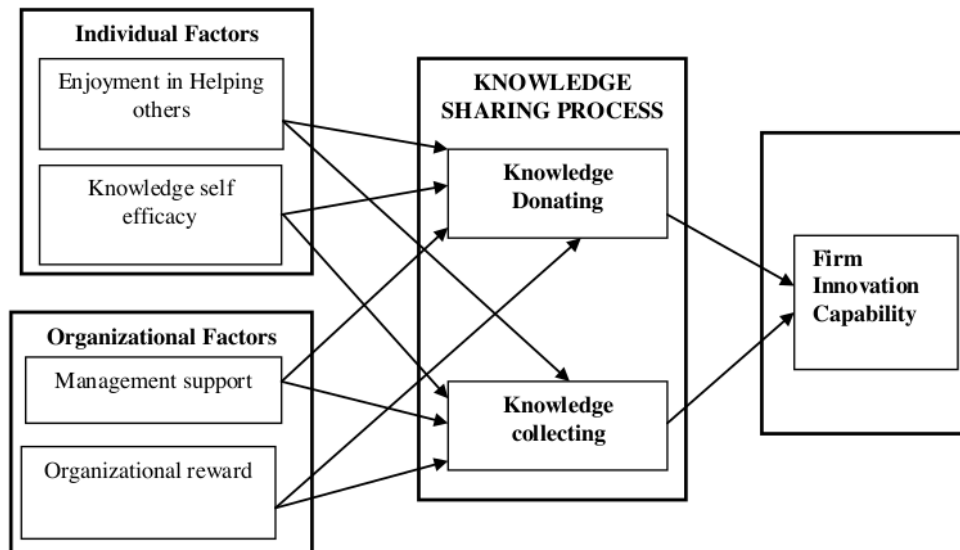 Individual Factors
Enjoyment in Helping
others
Knowledge self
efficacy
Organizational Factors
Management support
Organizational reward
KNOWLEDGE
SHARING PROCESS
Knowledge
Donating
Knowledge
collecting
Firm
Innovation
Capability